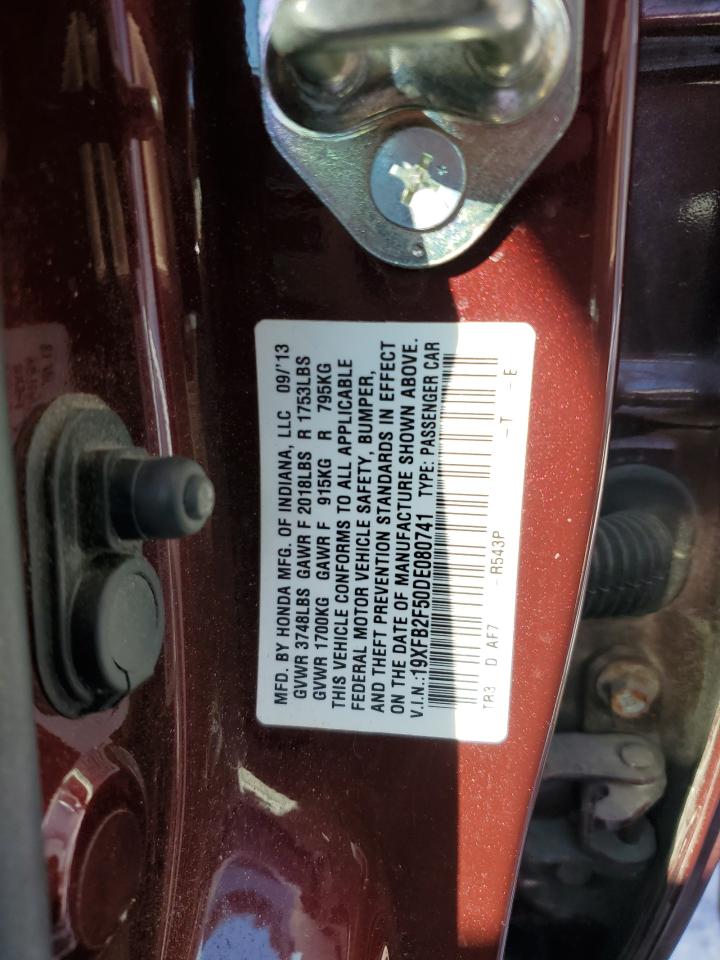 MFD. BY HONDA MFG. OF INDIANA, LLC 09/'13
GVWR 3748LBS GAWR F 2018LBS R 1753LBS
GVWR 1700KG GAWR F 915KG R 795KG
THIS VEHICLE CONFORMS TO ALL APPLICABLE
FEDERAL MOTOR VEHICLE SAFETY, BUMPER,
AND THEFT PREVENTION STANDARDS IN EFFECT
ON THE DATE OF MANUFACTURE SHOWN ABOVE.
V.I.N.:19XFB2F50DE080741 TYPE: PASSENGER CAR
TR3 D AF7 -R543P -T -E